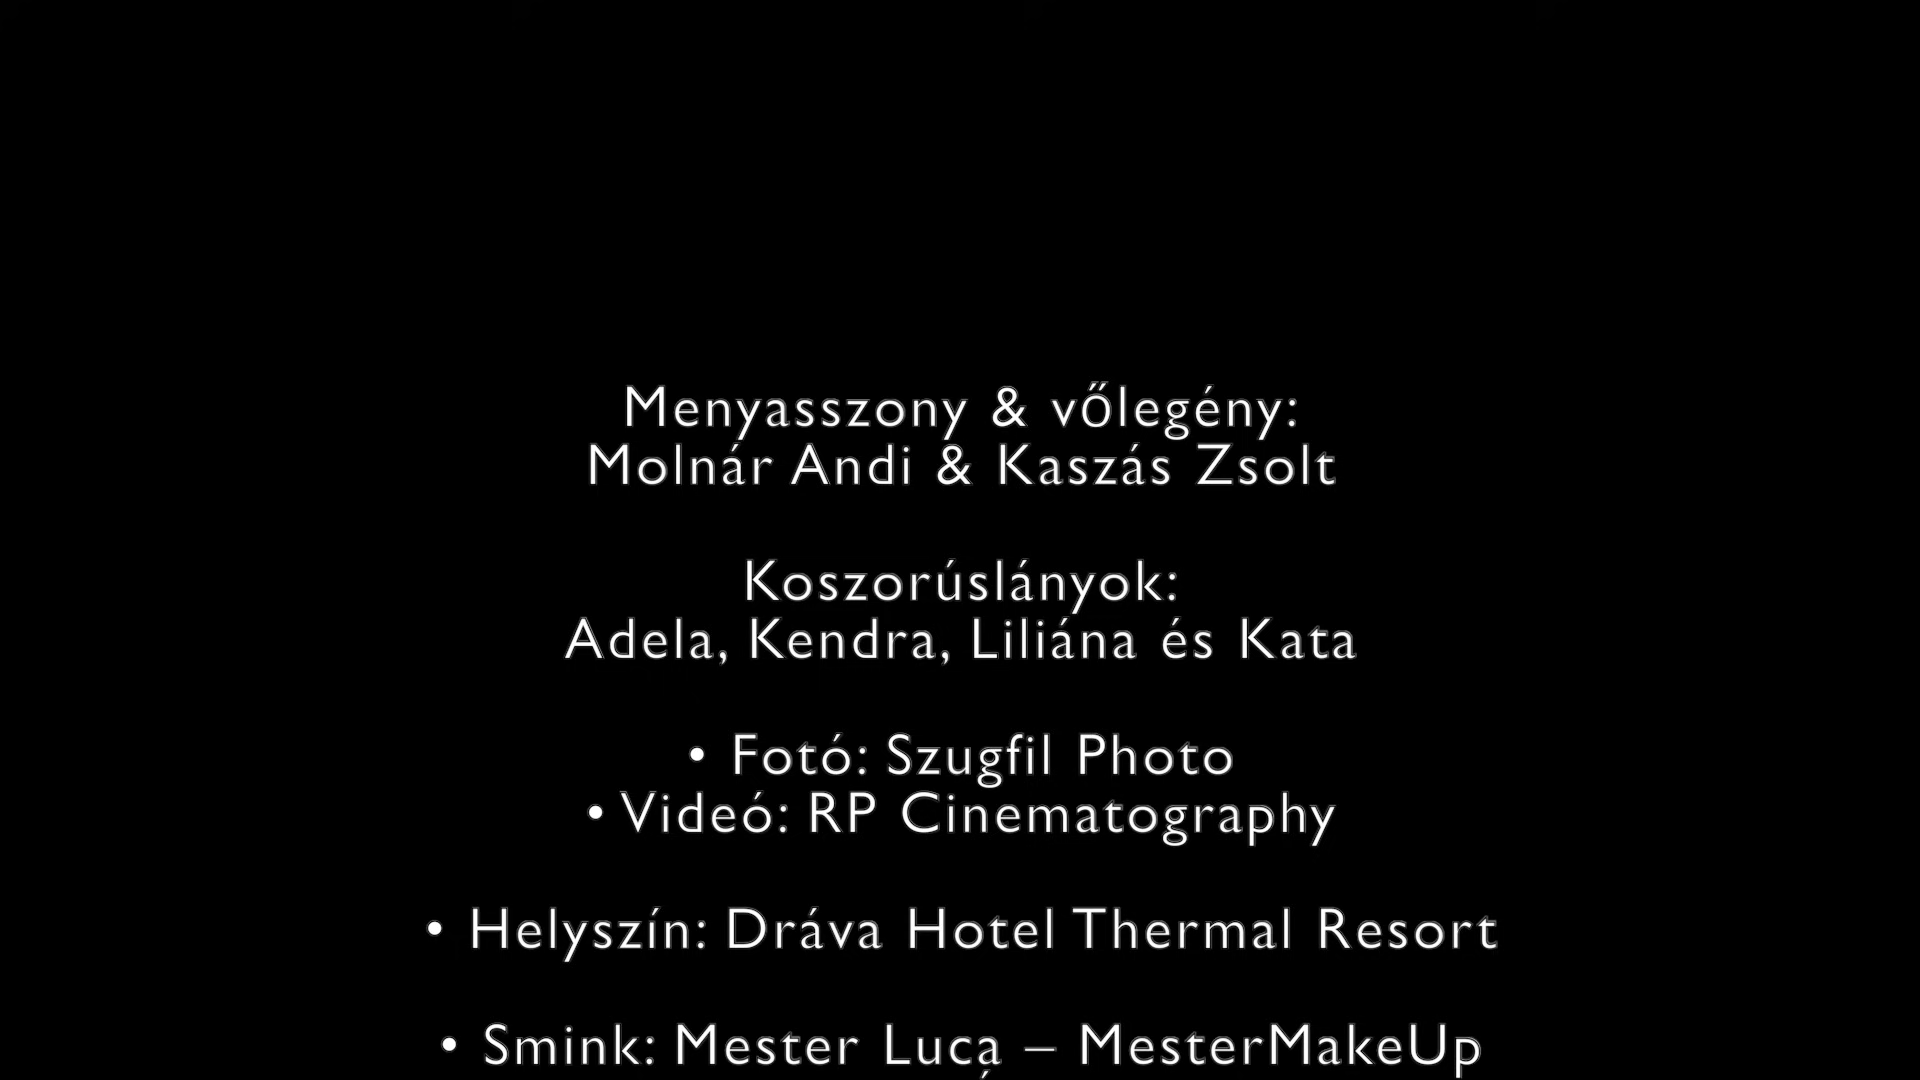 Menyasszony & vőlegény:
Molnár Andi & Kaszás Zsolt
Koszorúslányok:
Adela, Kendra, Liliána és Kata
• Fotó: Szugfil Photo
• Videó: RP Cinematography
• Helyszín: Dráva Hotel Thermal Resort
• Smink: Mester Luca – MesterMakeUp